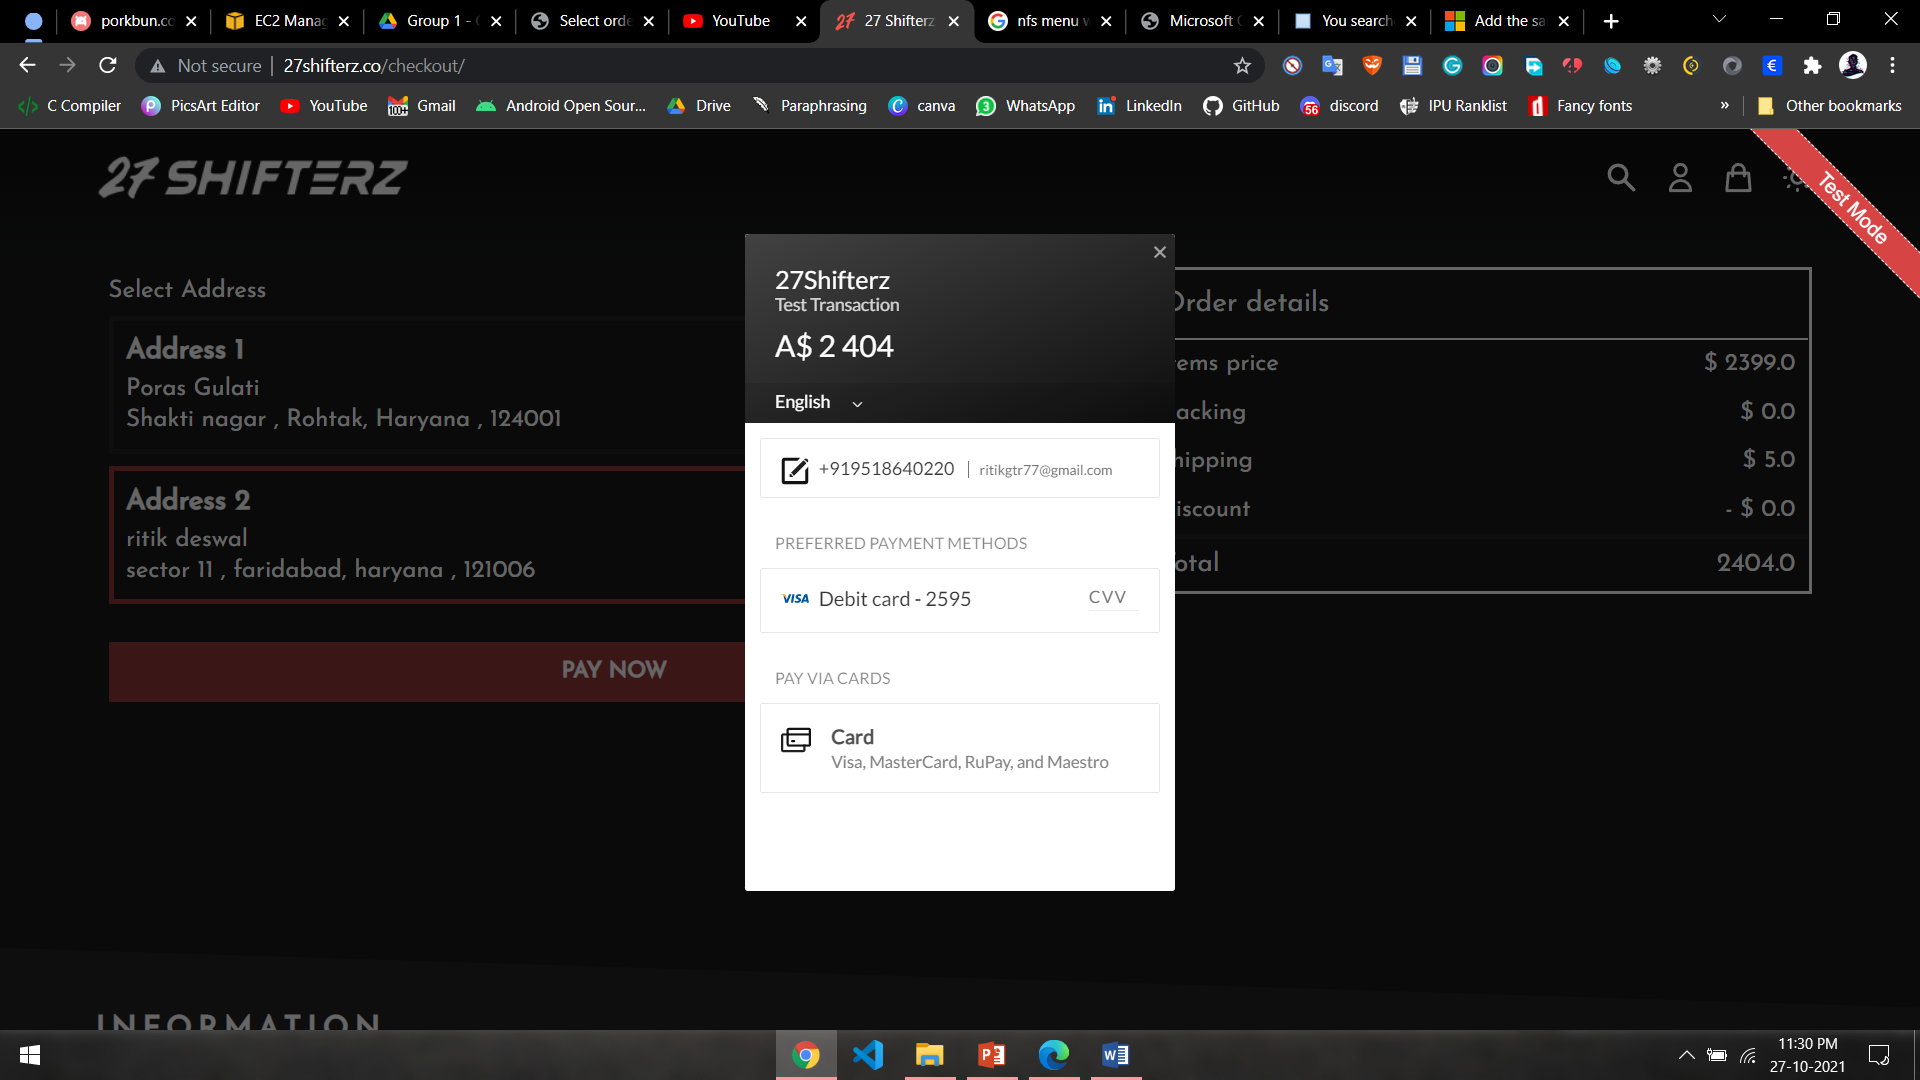 porkbun.co
EC2 Manag
Group 1 -
Select orde
YouTube
27 Shifterz
nfs menu w
Microsoft
You search
Add the sa
Not secure
27shifterz.co/checkout/
C Compiler
PicsArt Editor
YouTube
100+
Gmail
Android Open Sour...
Drive
Paraphrasing
canva
3
WhatsApp
LinkedIn
GitHub
56
discord
IPU Ranklist
Fancy fonts
»
Other bookmarks
27 SHIFTERZ
Test Mode
Select Address
Address 1
Poras Gulati
Shakti nagar , Rohtak, Haryana , 124001
Address 2
ritik deswal
sector 11 , faridabad, haryana , 121006
PAY NOW
27Shifterz
Test Transaction
A$ 2 404
English
+919518640220 | ritikgtr77@gmail.com
PREFERRED PAYMENT METHODS
VISA Debit card - 2595 CVV
PAY VIA CARDS
Card
Visa, MasterCard, RuPay, and Maestro
Order details
ems price $ 2399.0
acking $ 0.0
hipping $ 5.0
iscount - $ 0.0
otal 2404.0
INFORMATION
11:30 PM
27-10-2021